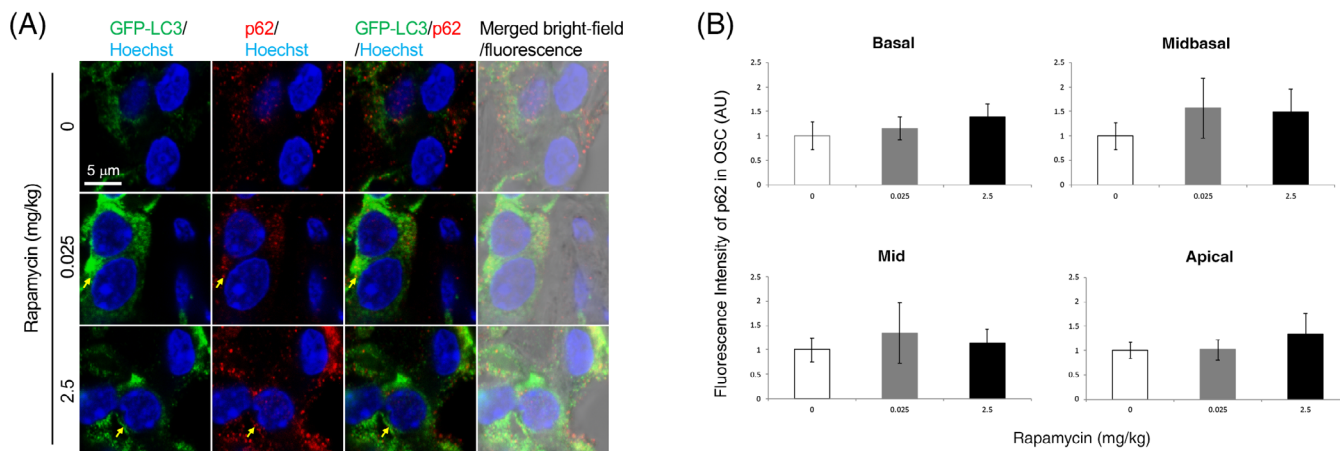 (A)
GFP-LC3/
Hoechst
p62/
Hoechst
GFP-LC3/p62
/Hoechst
Merged bright-field
/fluorescence
Rapamycin (mg/kg)
0
5 μm
0.025
2.5
(B)
Fluorescence Intensity of p62 in OSC (AU)
Basal
2.5
2
1.5
1
0.5
0
0 0.025 2.5
Midbasal
2.5
2
1.5
1
0.5
0
0 0.025 2.5
Mid
2.5
2
1.5
1
0.5
0
0 0.025 2.5
Apical
2.5
2
1.5
1
0.5
0
0 0.025 2.5
Rapamycin (mg/kg)